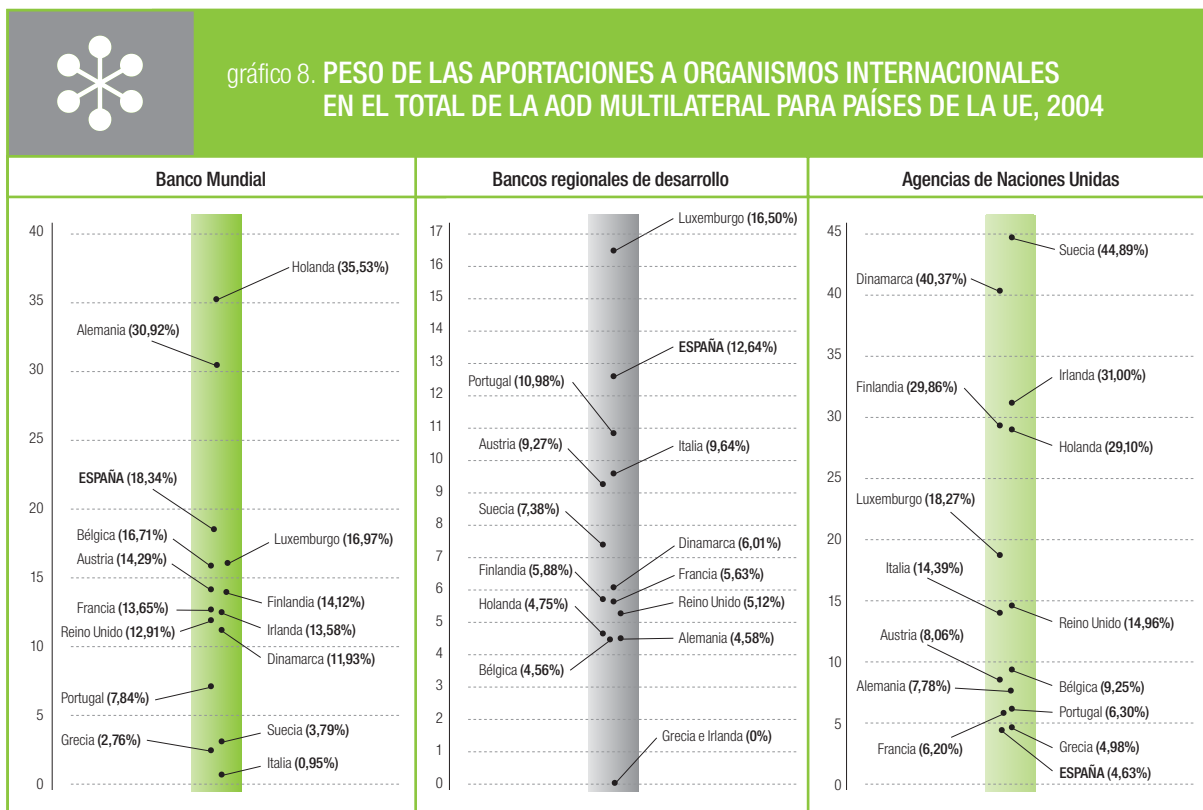 gráfico 8. PESO DE LAS APORTACIONES A ORGANISMOS INTERNACIONALES
EN EL TOTAL DE LA AOD MULTILATERAL PARA PAÍSES DE LA UE, 2004
Banco Mundial
40
35
30
25
20
15
10
5
0
Holanda (35,53%)
Alemania (30,92%)
ESPAÑA (18,34%)
Bélgica (16,71%)
Luxemburgo (16,97%)
Austria (14,29%)
Finlandia (14,12%)
Francia (13,65%)
Irlanda (13,58%)
Reino Unido (12,91%)
Dinamarca (11,93%)
Portugal (7,84%)
Suecia (3,79%)
Grecia (2,76%)
Italia (0,95%)
Bancos regionales de desarrollo
17
16
15
14
13
12
11
10
9
8
7
6
5
4
3
2
1
0
Luxemburgo (16,50%)
ESPAÑA (12,64%)
Portugal (10,98%)
Austria (9,27%)
Italia (9,64%)
Suecia (7,38%)
Dinamarca (6,01%)
Finlandia (5,88%)
Francia (5,63%)
Holanda (4,75%)
Reino Unido (5,12%)
Alemania (4,58%)
Bélgica (4,56%)
Grecia e Irlanda (0%)
Agencias de Naciones Unidas
45
40
35
30
25
20
15
10
5
0
Suecia (44,89%)
Dinamarca (40,37%)
Irlanda (31,00%)
Finlandia (29,86%)
Holanda (29,10%)
Luxemburgo (18,27%)
Italia (14,39%)
Reino Unido (14,96%)
Austria (8,06%)
Alemania (7,78%)
Bélgica (9,25%)
Portugal (6,30%)
Francia (6,20%)
Grecia (4,98%)
ESPAÑA (4,63%)